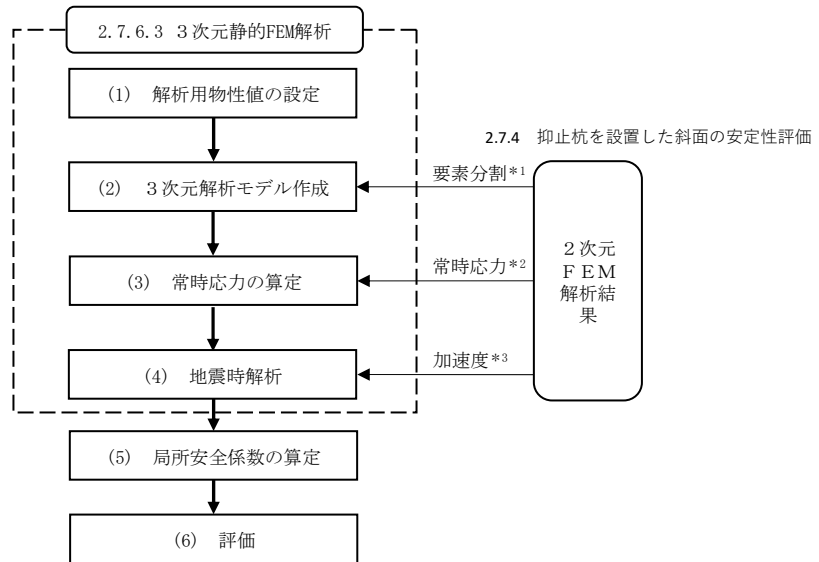 2.7.6.3 ３次元静的FEM解析
(1) 解析用物性値の設定
2.7.4 抑止杭を設置した斜面の安定性評価
(2) ３次元解析モデル作成
要素分割*1
(3) 常時応力の算定
常時応力*2
２次元
ＦＥＭ
解析結
果
(4) 地震時解析
加速度*3
(5) 局所安全係数の算定
(6) 評価